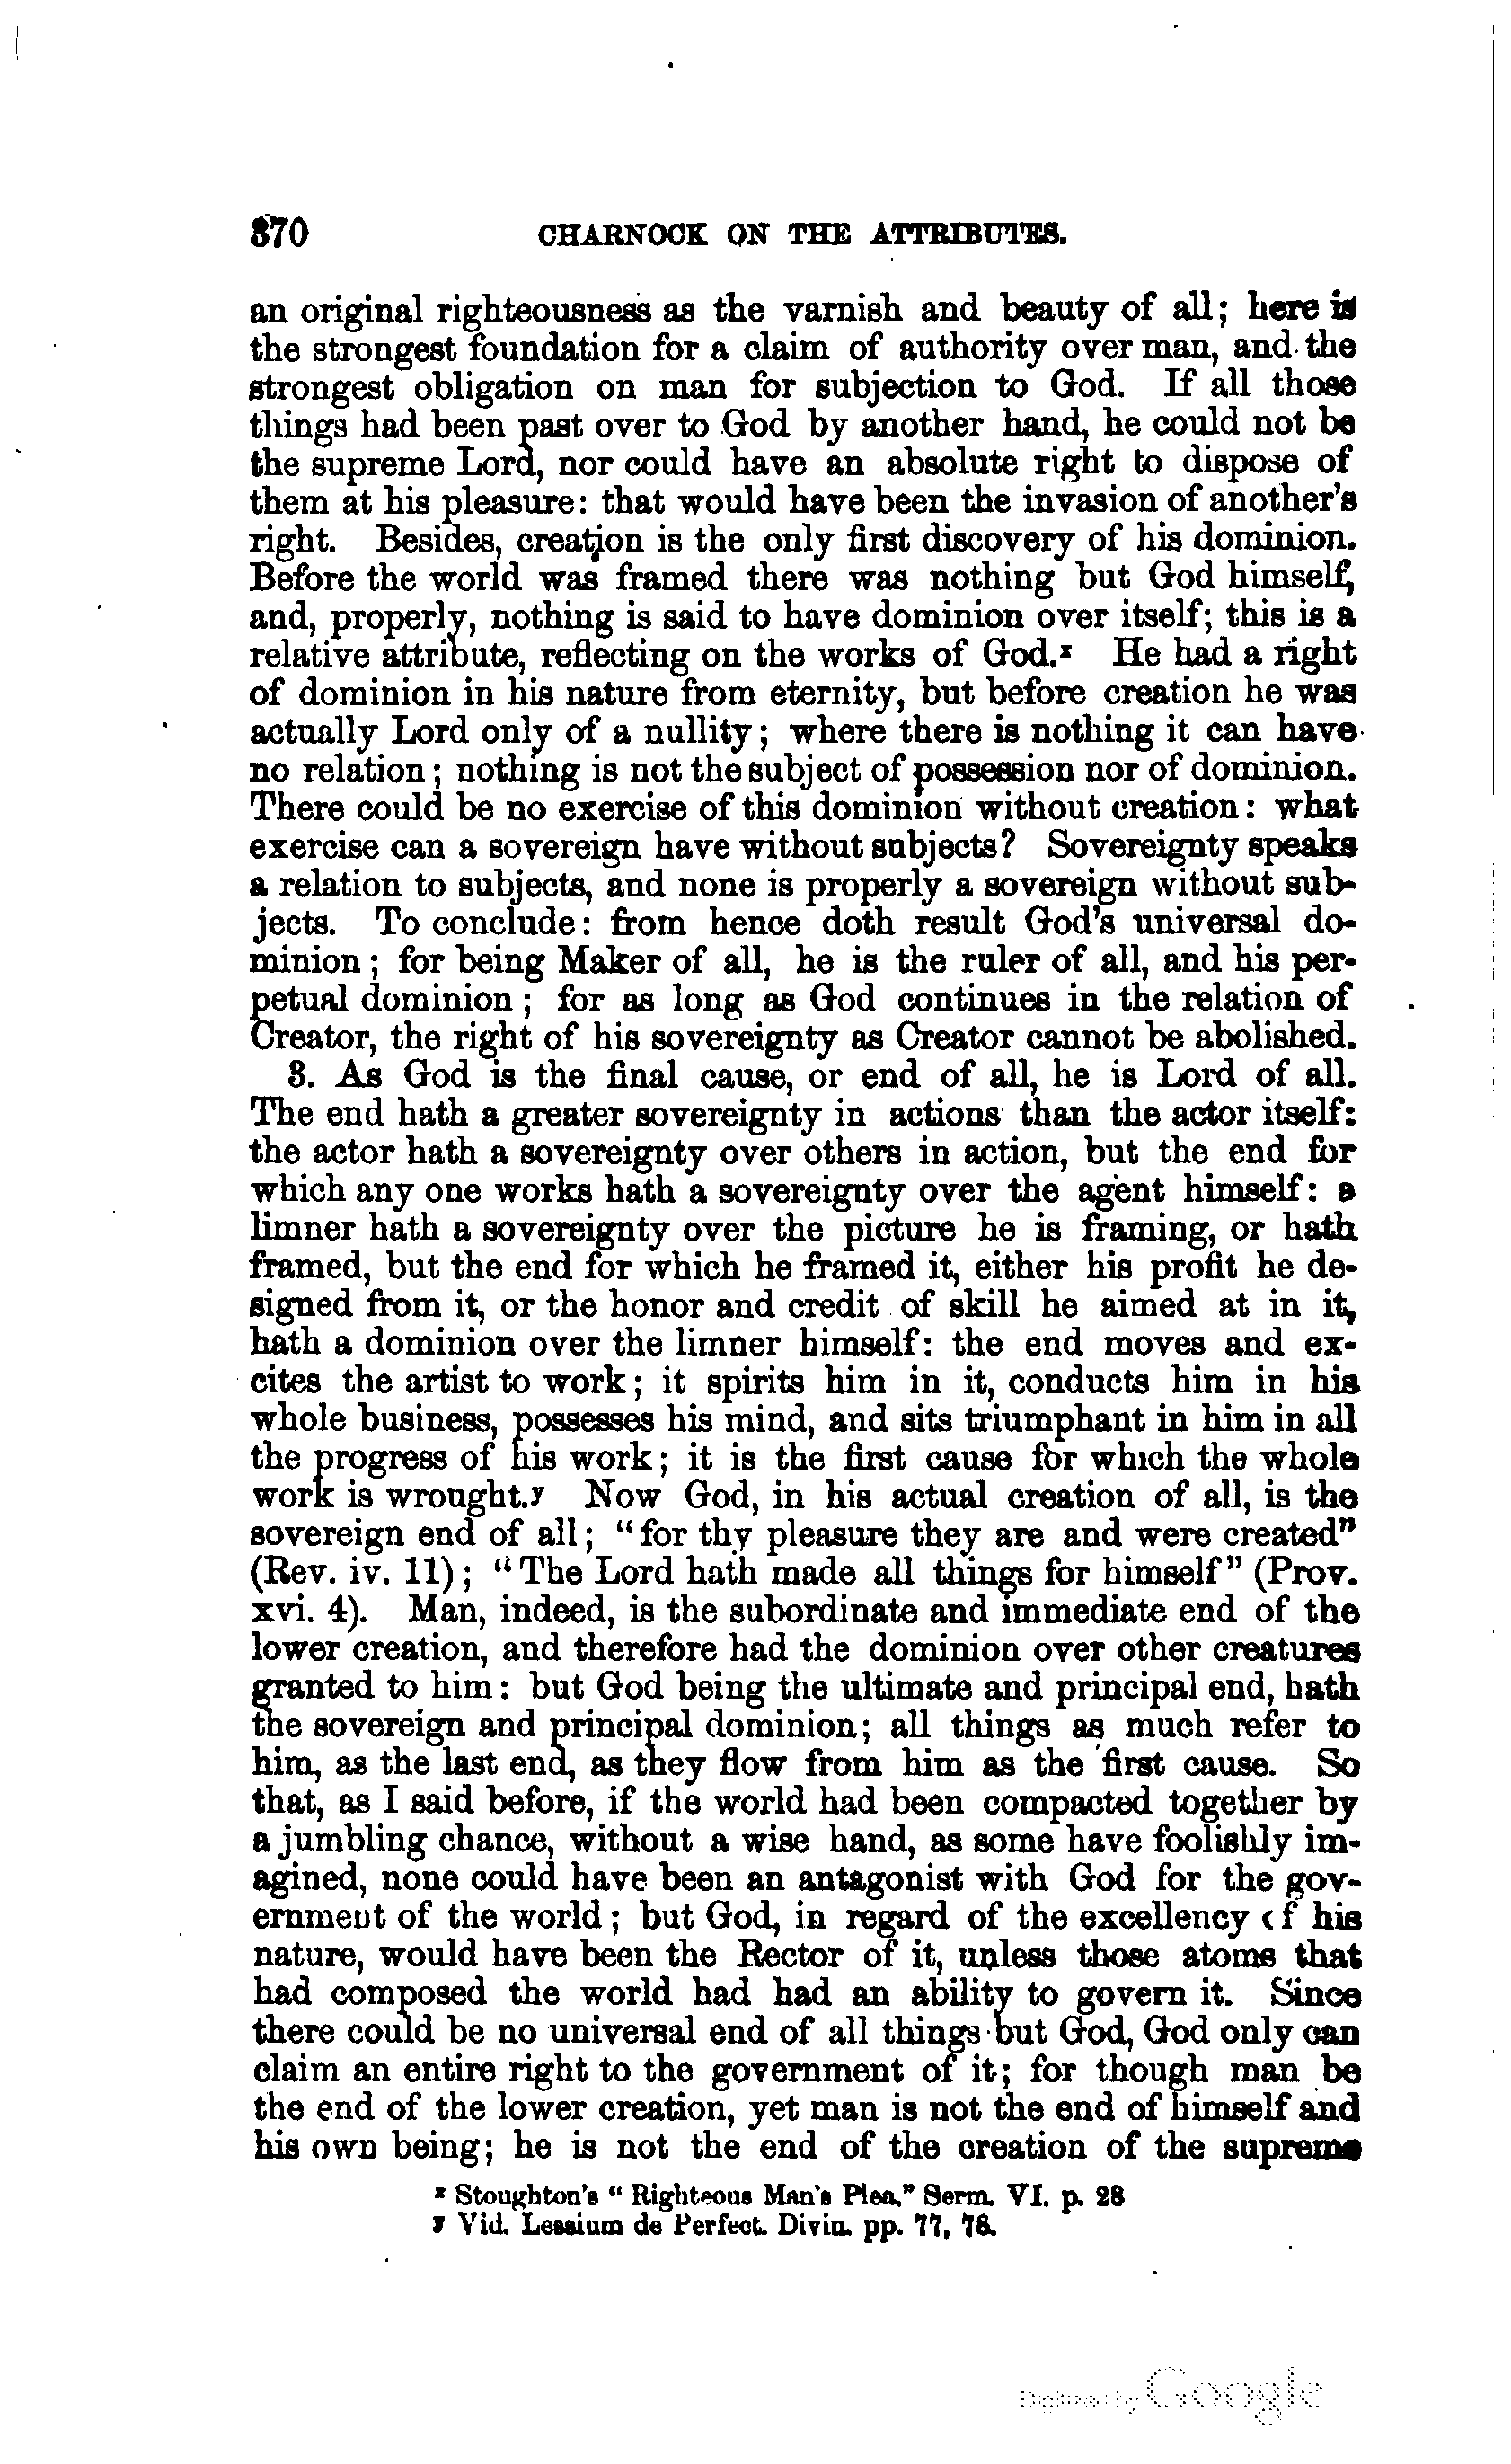 370 CHARNOCK ON THE ATTRIBUTES.
an original righteousness as the varnish and beauty of all; here is
the strongest foundation for a claim of authority over man, and the
strongest obligation on man for subjection to God. If all those
things had been past over to God by another hand, he could not be
the supreme Lord, nor could have an absolute right to dispose of
them at his pleasure: that would have been the invasion of another's
right. Besides, creation is the only first discovery of his dominion.
Before the world was framed there was nothing but God himself,
and, properly, nothing is said to have dominion over itself; this is a
relative attribute, reflecting on the works of God.x He had a right
of dominion in his nature from eternity, but before creation he was
actually Lord only of a nullity; where there is nothing it can have
no relation; nothing is not the subject of possession nor of dominion.
There could be no exercise of this dominion without creation: what
exercise can a sovereign have without subjects? Sovereignty speaks
a relation to subjects, and none is properly a sovereign without sub-
jects. To conclude: from hence doth result God's universal do-
minion; for being Maker of all, he is the ruler of all, and his per-
petual dominion; for as long as God continues in the relation of
Creator, the right of his sovereignty as Creator cannot be abolished.
3. As God is the final cause, or end of all, he is Lord of all.
The end hath a greater sovereignty in actions than the actor itself:
the actor hath a sovereignty over others in action, but the end for
which any one works hath a sovereignty over the agent himself: a
limner hath a sovereignty over the picture he is framing, or hath
framed, but the end for which he framed it, either his profit he de-
signed from it, or the honor and credit of skill he aimed at in it,
hath a dominion over the limner himself: the end moves and ex-
cites the artist to work; it spirits him in it, conducts him in his
whole business, possesses his mind, and sits triumphant in him in all
the progress of his work; it is the first cause for which the whole
work is wrought.y Now God, in his actual creation of all, is the
sovereign end of all; "for thy pleasure they are and were created"
(Rev. iv. 11); "The Lord hath made all things for himself" (Prov.
xvi. 4). Man, indeed, is the subordinate and immediate end of the
lower creation, and therefore had the dominion over other creatures
granted to him: but God being the ultimate and principal end, hath
the sovereign and principal dominion; all things as much refer to
him, as the last end, as they flow from him as the first cause. So
that, as I said before, if the world had been compacted together by
a jumbling chance, without a wise hand, as some have foolishly im-
agined, none could have been an antagonist with God for the gov-
ernment of the world; but God, in regard of the excellency of his
nature, would have been the Rector of it, unless those atoms that
had composed the world had had an ability to govern it. Since
there could be no universal end of all things but God, God only can
claim an entire right to the government of it; for though man be
the end of the lower creation, yet man is not the end of himself and
his own being; he is not the end of the creation of the supreme
x Stoughton's "Righteous Man's Plea," Serm. VI. p. 28
y Vid. Lessium de Perfect. Divin. pp. 77, 78.
Digitized by Google